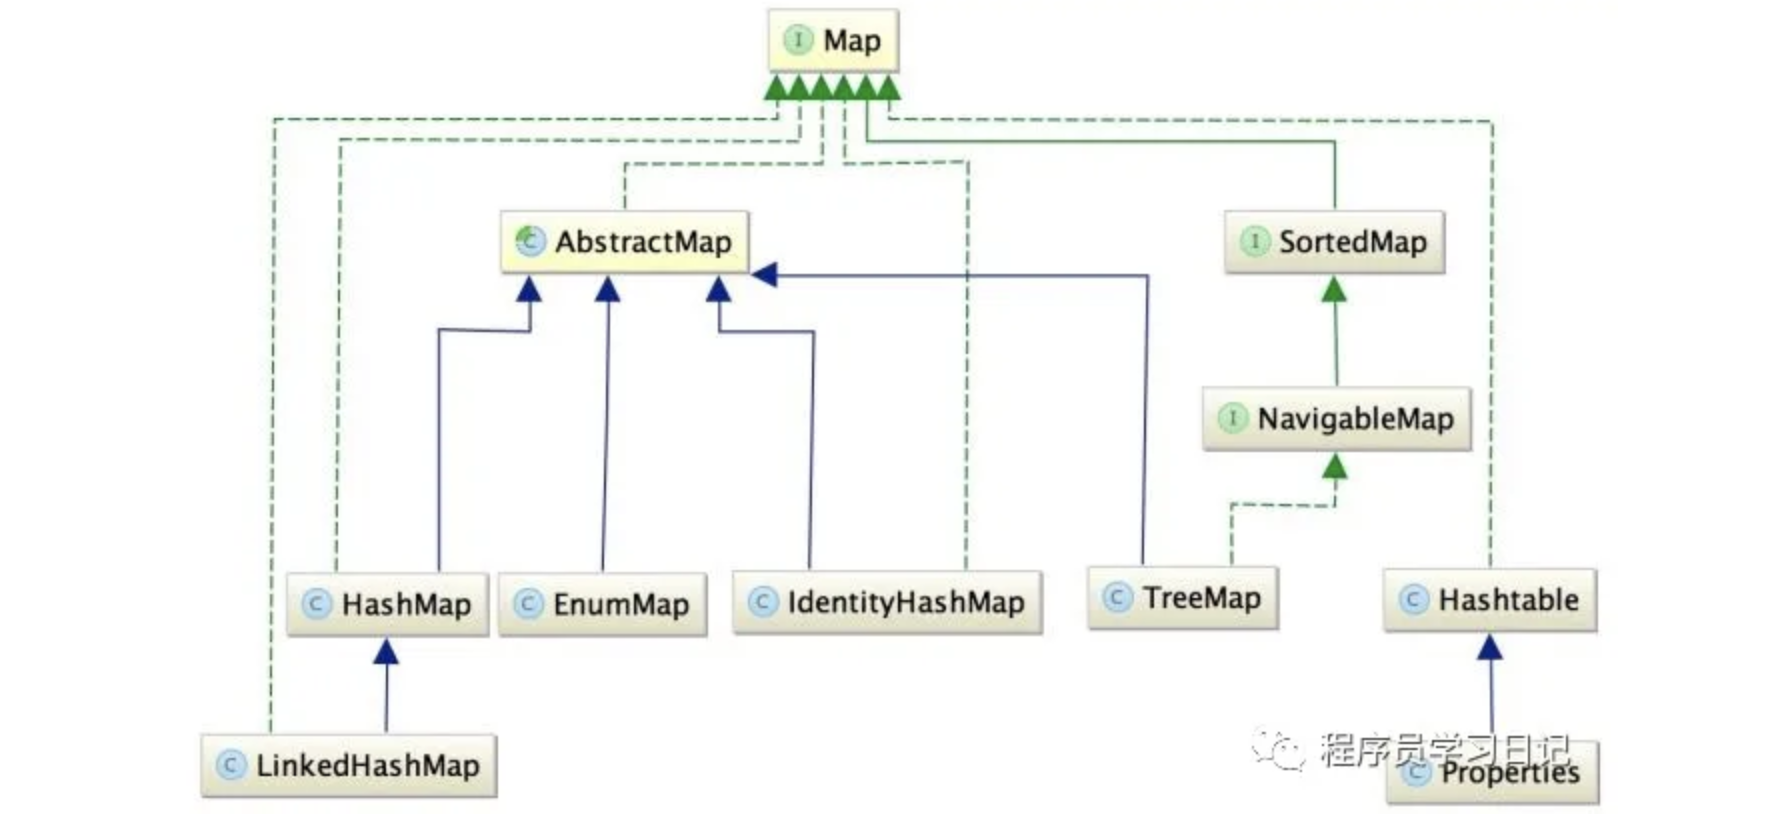 I Map
C AbstractMap
I SortedMap
I NavigableMap
C HashMap
C EnumMap
C IdentityHashMap
C TreeMap
C Hashtable
C LinkedHashMap
程序员学习日记
C Properties